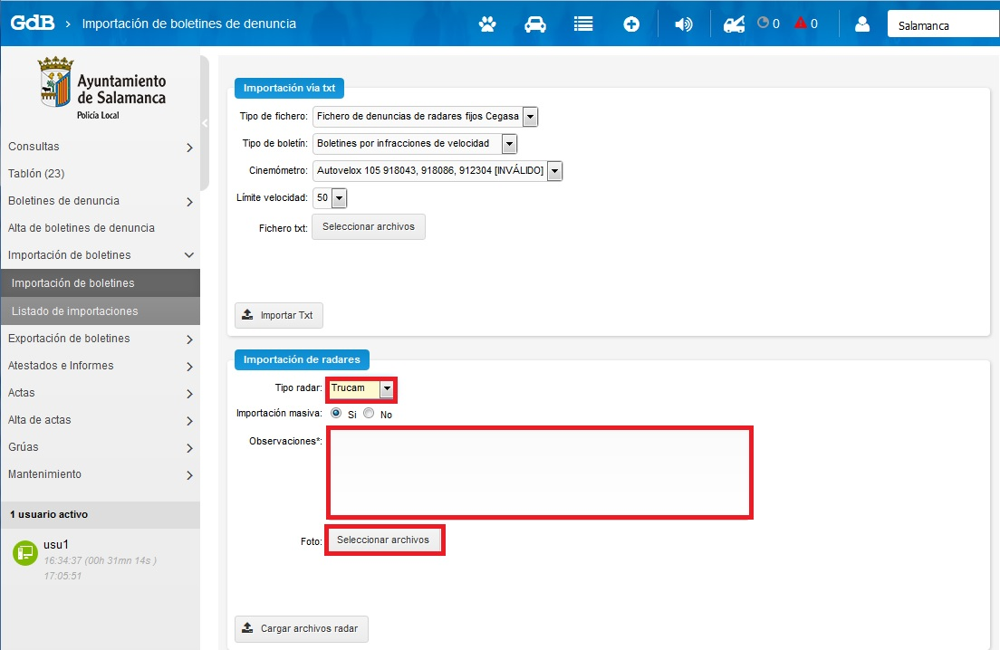 GdB > Importación de boletines de denuncia
0 0
Salamanca
Ayuntamiento
de Salamanca
Policía Local
Consultas
Tablón (23)
Boletines de denuncia
Alta de boletines de denuncia
Importación de boletines
Importación de boletines
Listado de importaciones
Exportación de boletines
Atestados e Informes
Actas
Alta de actas
Grúas
Mantenimiento
1 usuario activo
usu1
16:34:37 (00h 31mn 14s )
17:05:51
Importación vía txt
Tipo de fichero: Fichero de denuncias de radares fijos Cegasa
Tipo de boletín: Boletines por infracciones de velocidad
Cinemómetro: Autovelox 105 918043, 918086, 912304 [INVÁLIDO]
Límite velocidad: 50
Fichero txt: Seleccionar archivos
Importar Txt
Importación de radares
Tipo radar: Trucam
Importación masiva: Si No
Observaciones*:
Foto: Seleccionar archivos
Cargar archivos radar